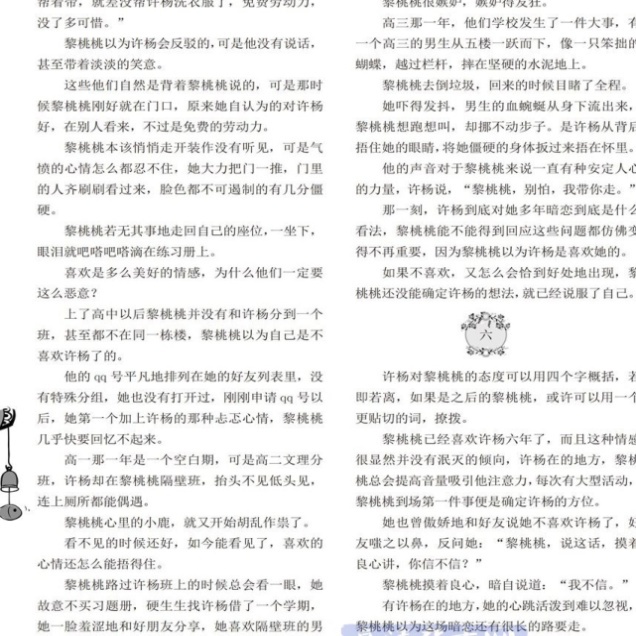 帮着带，就差没帮许杨洗衣服了，免费劳动力，
没了多可惜。”
黎桃桃以为许杨会反驳的，可是他没有说话，
甚至带着淡淡的笑意。
这些他们自然是背着黎桃桃说的，可是那时
候黎桃桃刚好就在门口，原来她自认为的对许杨
好，在别人看来，不过是免费的劳动力。
黎桃桃本该悄悄走开装作没有听见，可是气
愤的心情怎么都忍不住，她大力把门一推，门里
的人齐刷刷看过来，脸色都不可遏制的有几分僵
硬。
黎桃桃若无其事地走回自己的座位，一坐下，
眼泪就吧嗒吧嗒滴在练习册上。
喜欢是多么美好的情感，为什么他们一定要
这么恶意？
上了高中以后黎桃桃并没有和许杨分到一个
班，甚至都不在同一栋楼，黎桃桃以为自己是不
喜欢许杨了的。
他的 qq 号平凡地排列在她的好友列表里，没
有特殊分组，她也没有打开过，刚刚申请 qq 号以
后，她第一个加上许杨的那种忐忑心情，黎桃桃
几乎快要回忆不起来。
高一那一年是一个空白期，可是高二文理分
班，许杨却在黎桃桃隔壁班，抬头不见低头见，
连上厕所都能偶遇。
黎桃桃心里的小鹿，就又开始胡乱作祟了。
看不见的时候还好，如今能看见了，喜欢的
心情还怎么能捂得住。
黎桃桃路过许杨班上的时候总会看一眼，她
故意不买习题册，硬生生找许杨借了一个学期，
她一脸羞涩地和好朋友分享，她喜欢隔壁班的男
黎桃桃很嫉妒，嫉妒得发狂。
高三那一年，他们学校发生了一件大事，有
一个高三的男生从五楼一跃而下，像一只笨拙的
蝴蝶，越过栏杆，摔在坚硬的水泥地上。
黎桃桃去倒垃圾，回来的时候目睹了全程。
她吓得发抖，男生的血蜿蜒从身下流出来，
黎桃桃想跑想叫，却挪不动步子。是许杨从背后
捂住她的眼睛，将她僵硬的身体扳过来捂在怀里。
他的声音对于黎桃桃来说一直有种安定人心
的力量，许杨说，“黎桃桃，别怕，我带你走。”
那一刻，许杨到底对她多年暗恋到底是什么
看法，黎桃桃能不能得到回应这些问题都仿佛变
得不再重要，因为黎桃桃以为许杨是喜欢她的。
如果不喜欢，又怎么会恰到好处地出现，黎
桃桃还没能确定许杨的想法，就已经说服了自己。
六
许杨对黎桃桃的态度可以用四个字概括，若
即若离，如果是之后的黎桃桃，或许可以用一个
更贴切的词，撩拨。
黎桃桃已经喜欢许杨六年了，而且这种情感
很显然并没有泯灭的倾向，许杨在的地方，黎桃
桃总会提高音量吸引他注意力，每次有大型活动，
黎桃桃到场第一件事便是确定许杨的方位。
她也曾傲娇地和好友说她不喜欢许杨了，好
友嗤之以鼻，反问她：“黎桃桃，说这话，摸着
良心讲，你信不信？”
黎桃桃摸着良心，暗自说道：“我不信。”
有许杨在的地方，她的心跳活泼到难以忽视，
黎桃桃以为这场暗恋还有很长的路要走。